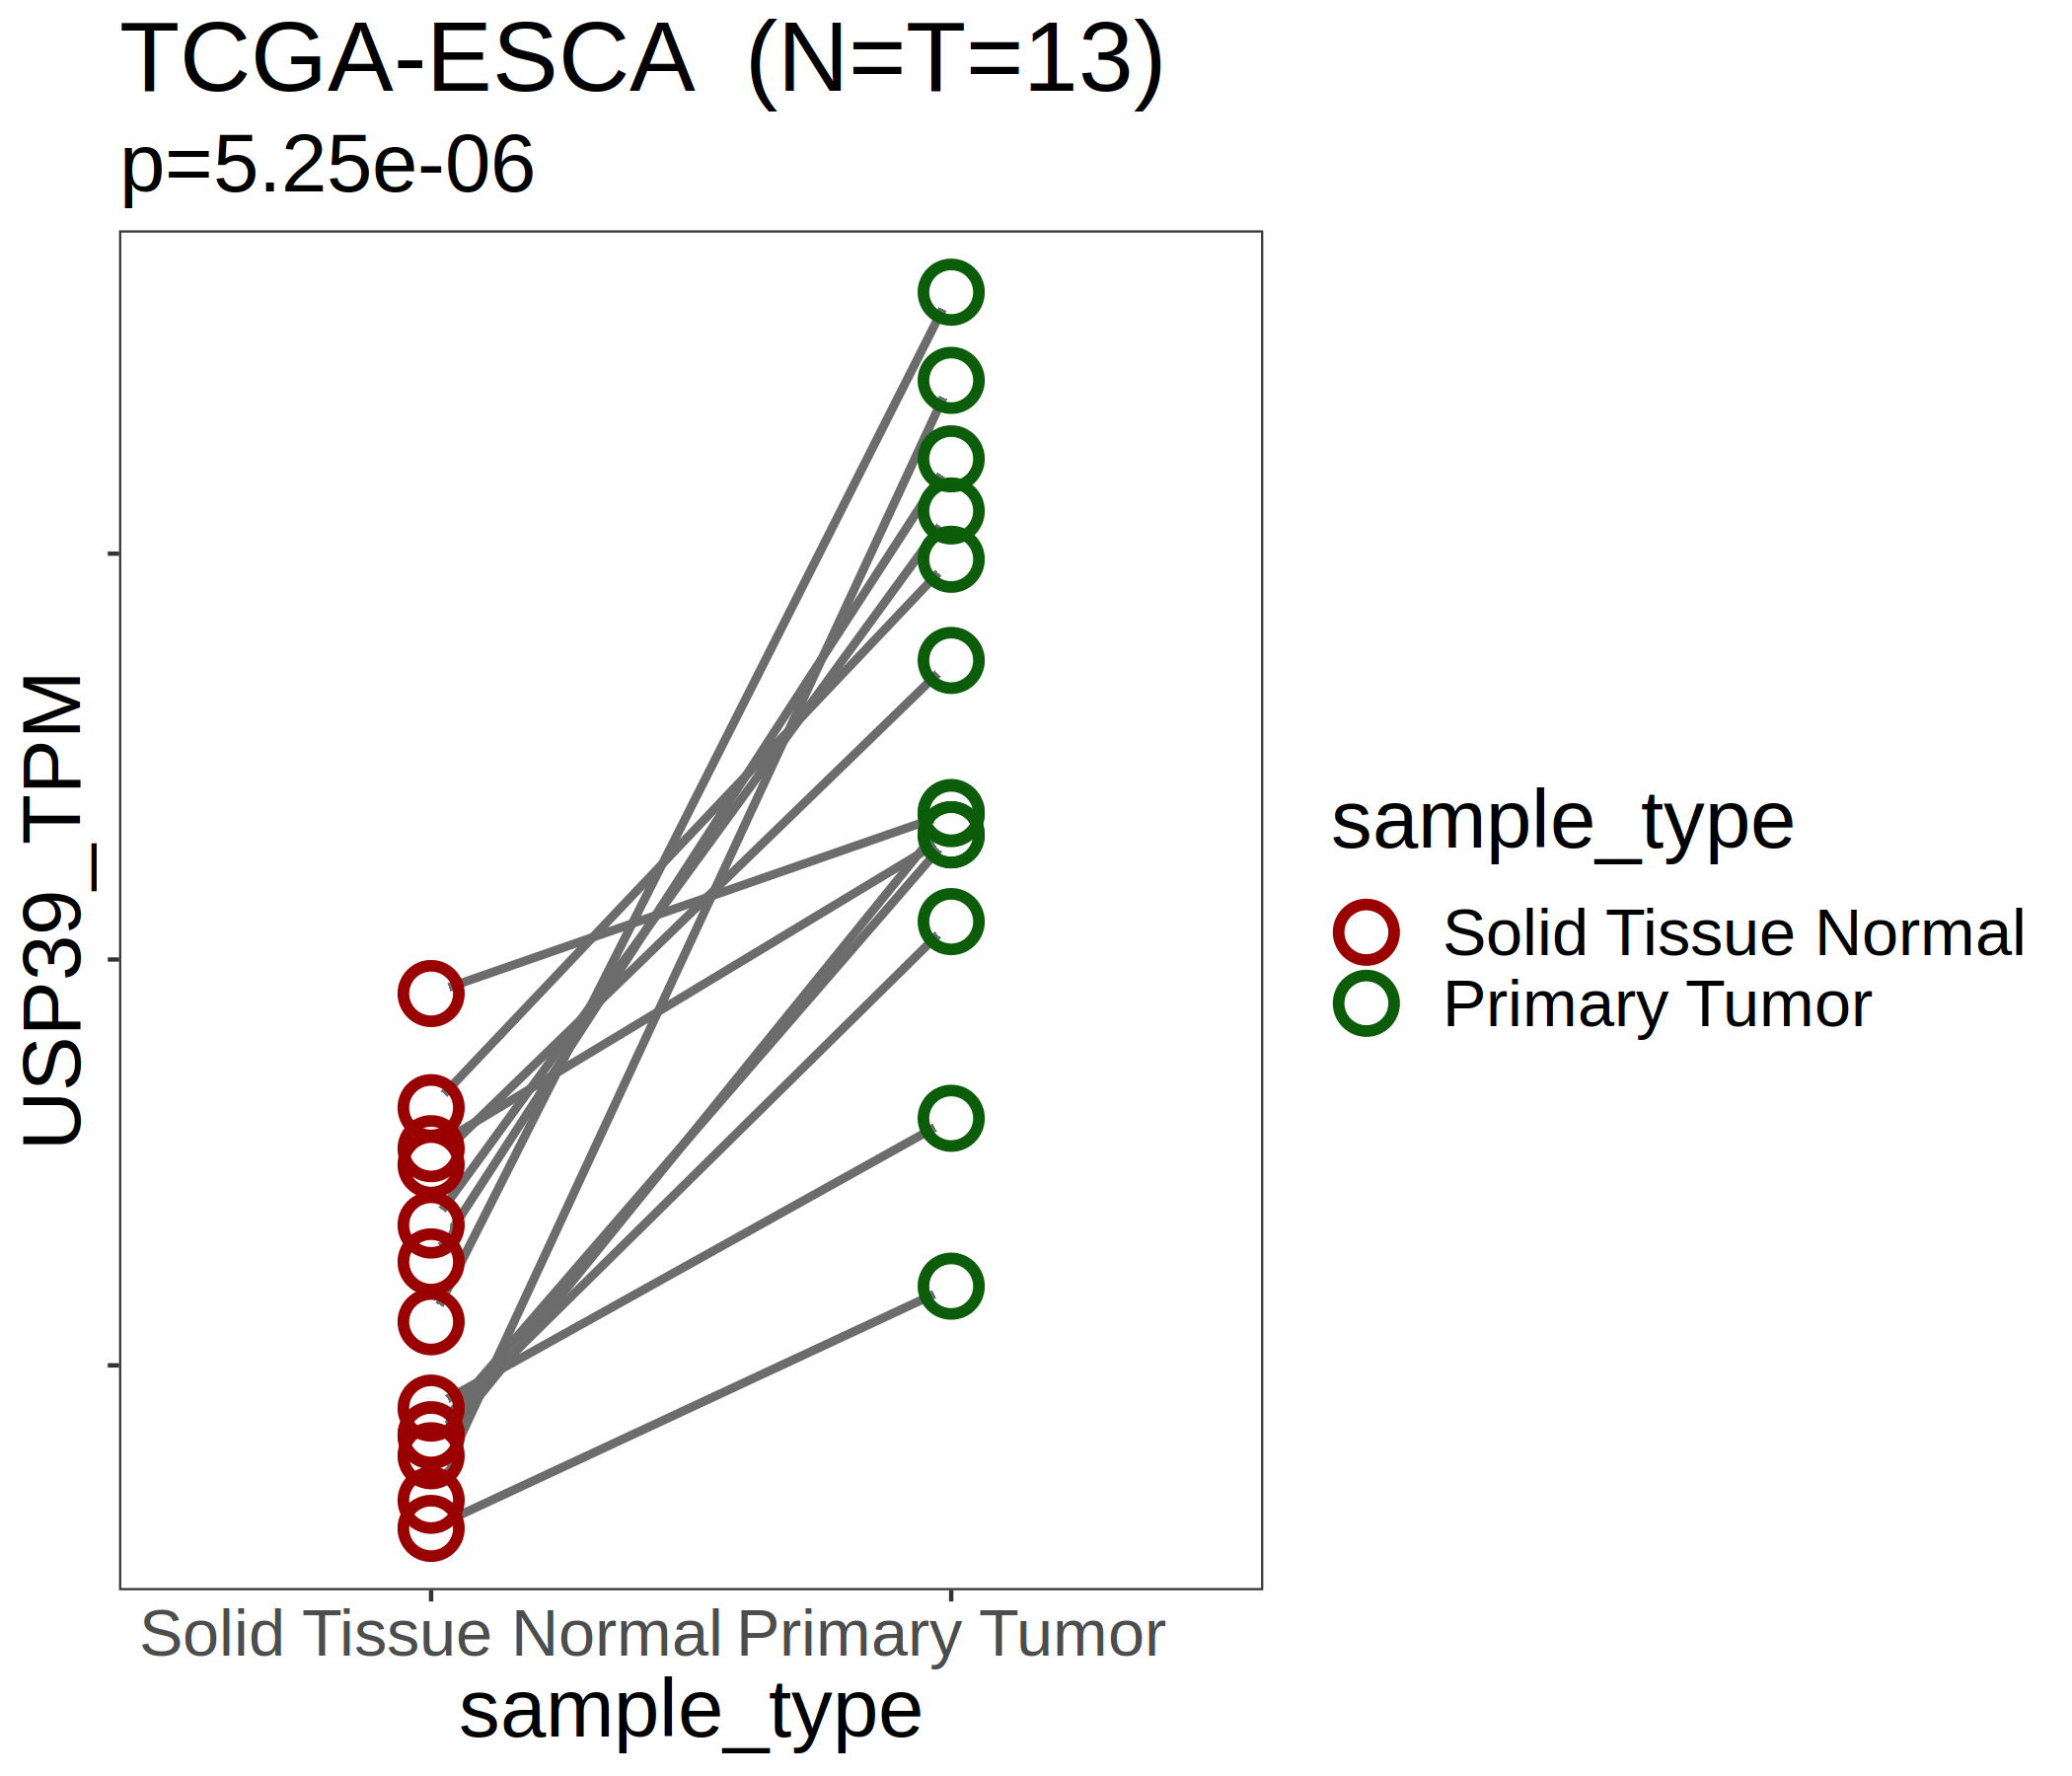 TCGA-ESCA  (N=T=13)
p=5.25e-06
USP39_TPM
sample_type
Solid Tissue Normal
Primary Tumor
Solid Tissue Normal Primary Tumor
sample_type